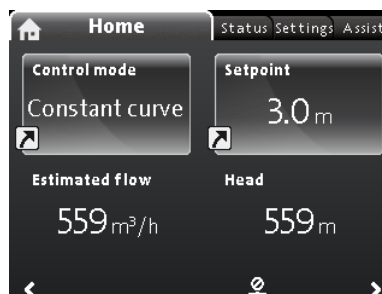 Home
Status Settings Assist
Control mode
Constant curve
Setpoint
3.0 m
Estimated flow
559 m³/h
Head
559 m